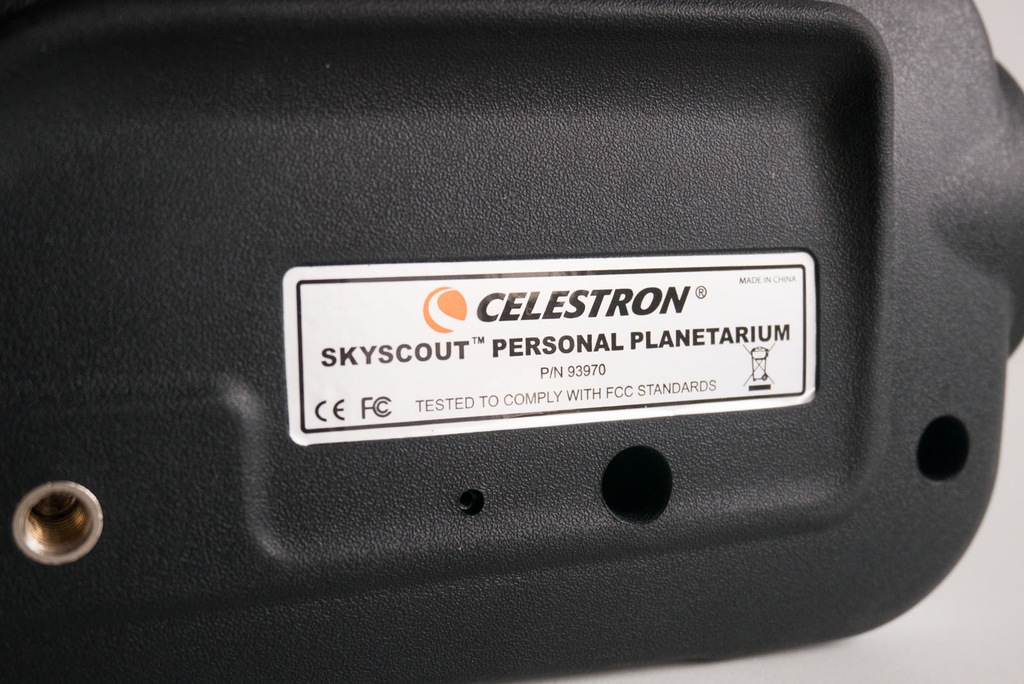 MADE IN CHINA
CELESTRON®
SKYSCOUT™ PERSONAL PLANETARIUM
P/N 93970
CE FC TESTED TO COMPLY WITH FCC STANDARDS